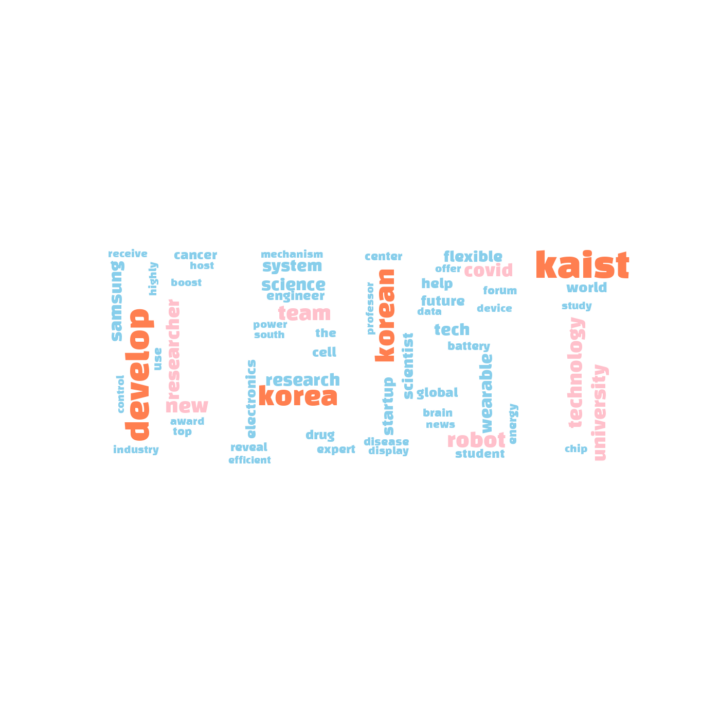 receive
cancer
host
highly
samsung
boost
develop
researcher
use
control
new
award
top
industry
mechanism
system
science
engineer
team
power
south
the
cell
research
korea
electronics
drug
reveal
expert
efficient
center
professor
korean
scientist
startup
disease
display
flexible
offer
covid
help
forum
future
data
device
tech
battery
wearable
global
brain
news
energy
robot
student
kaist
world
study
technology
university
chip